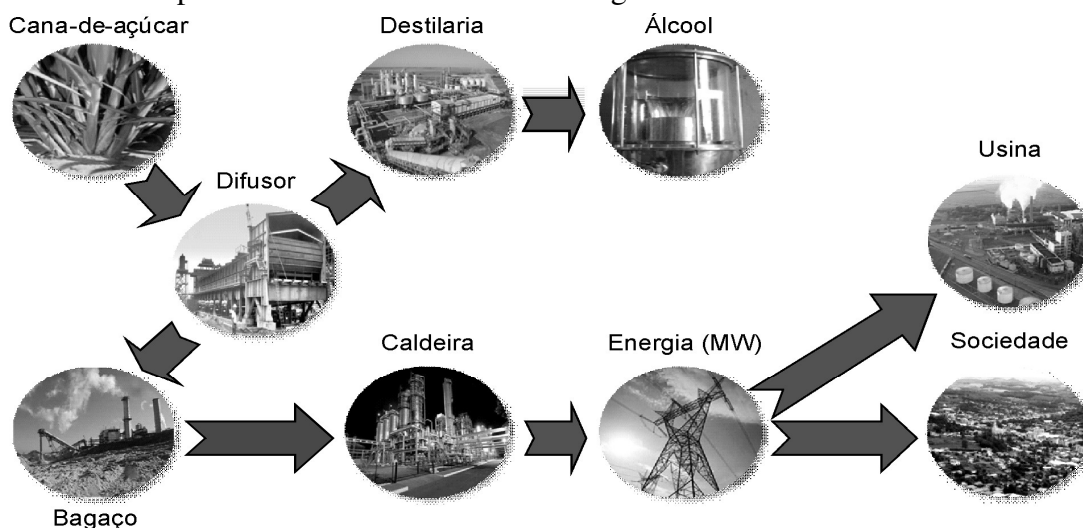 Cana-de-açúcar
Destilaria
Álcool
Usina
Difusor
Caldeira
Energia (MW)
Sociedade
Bagaço